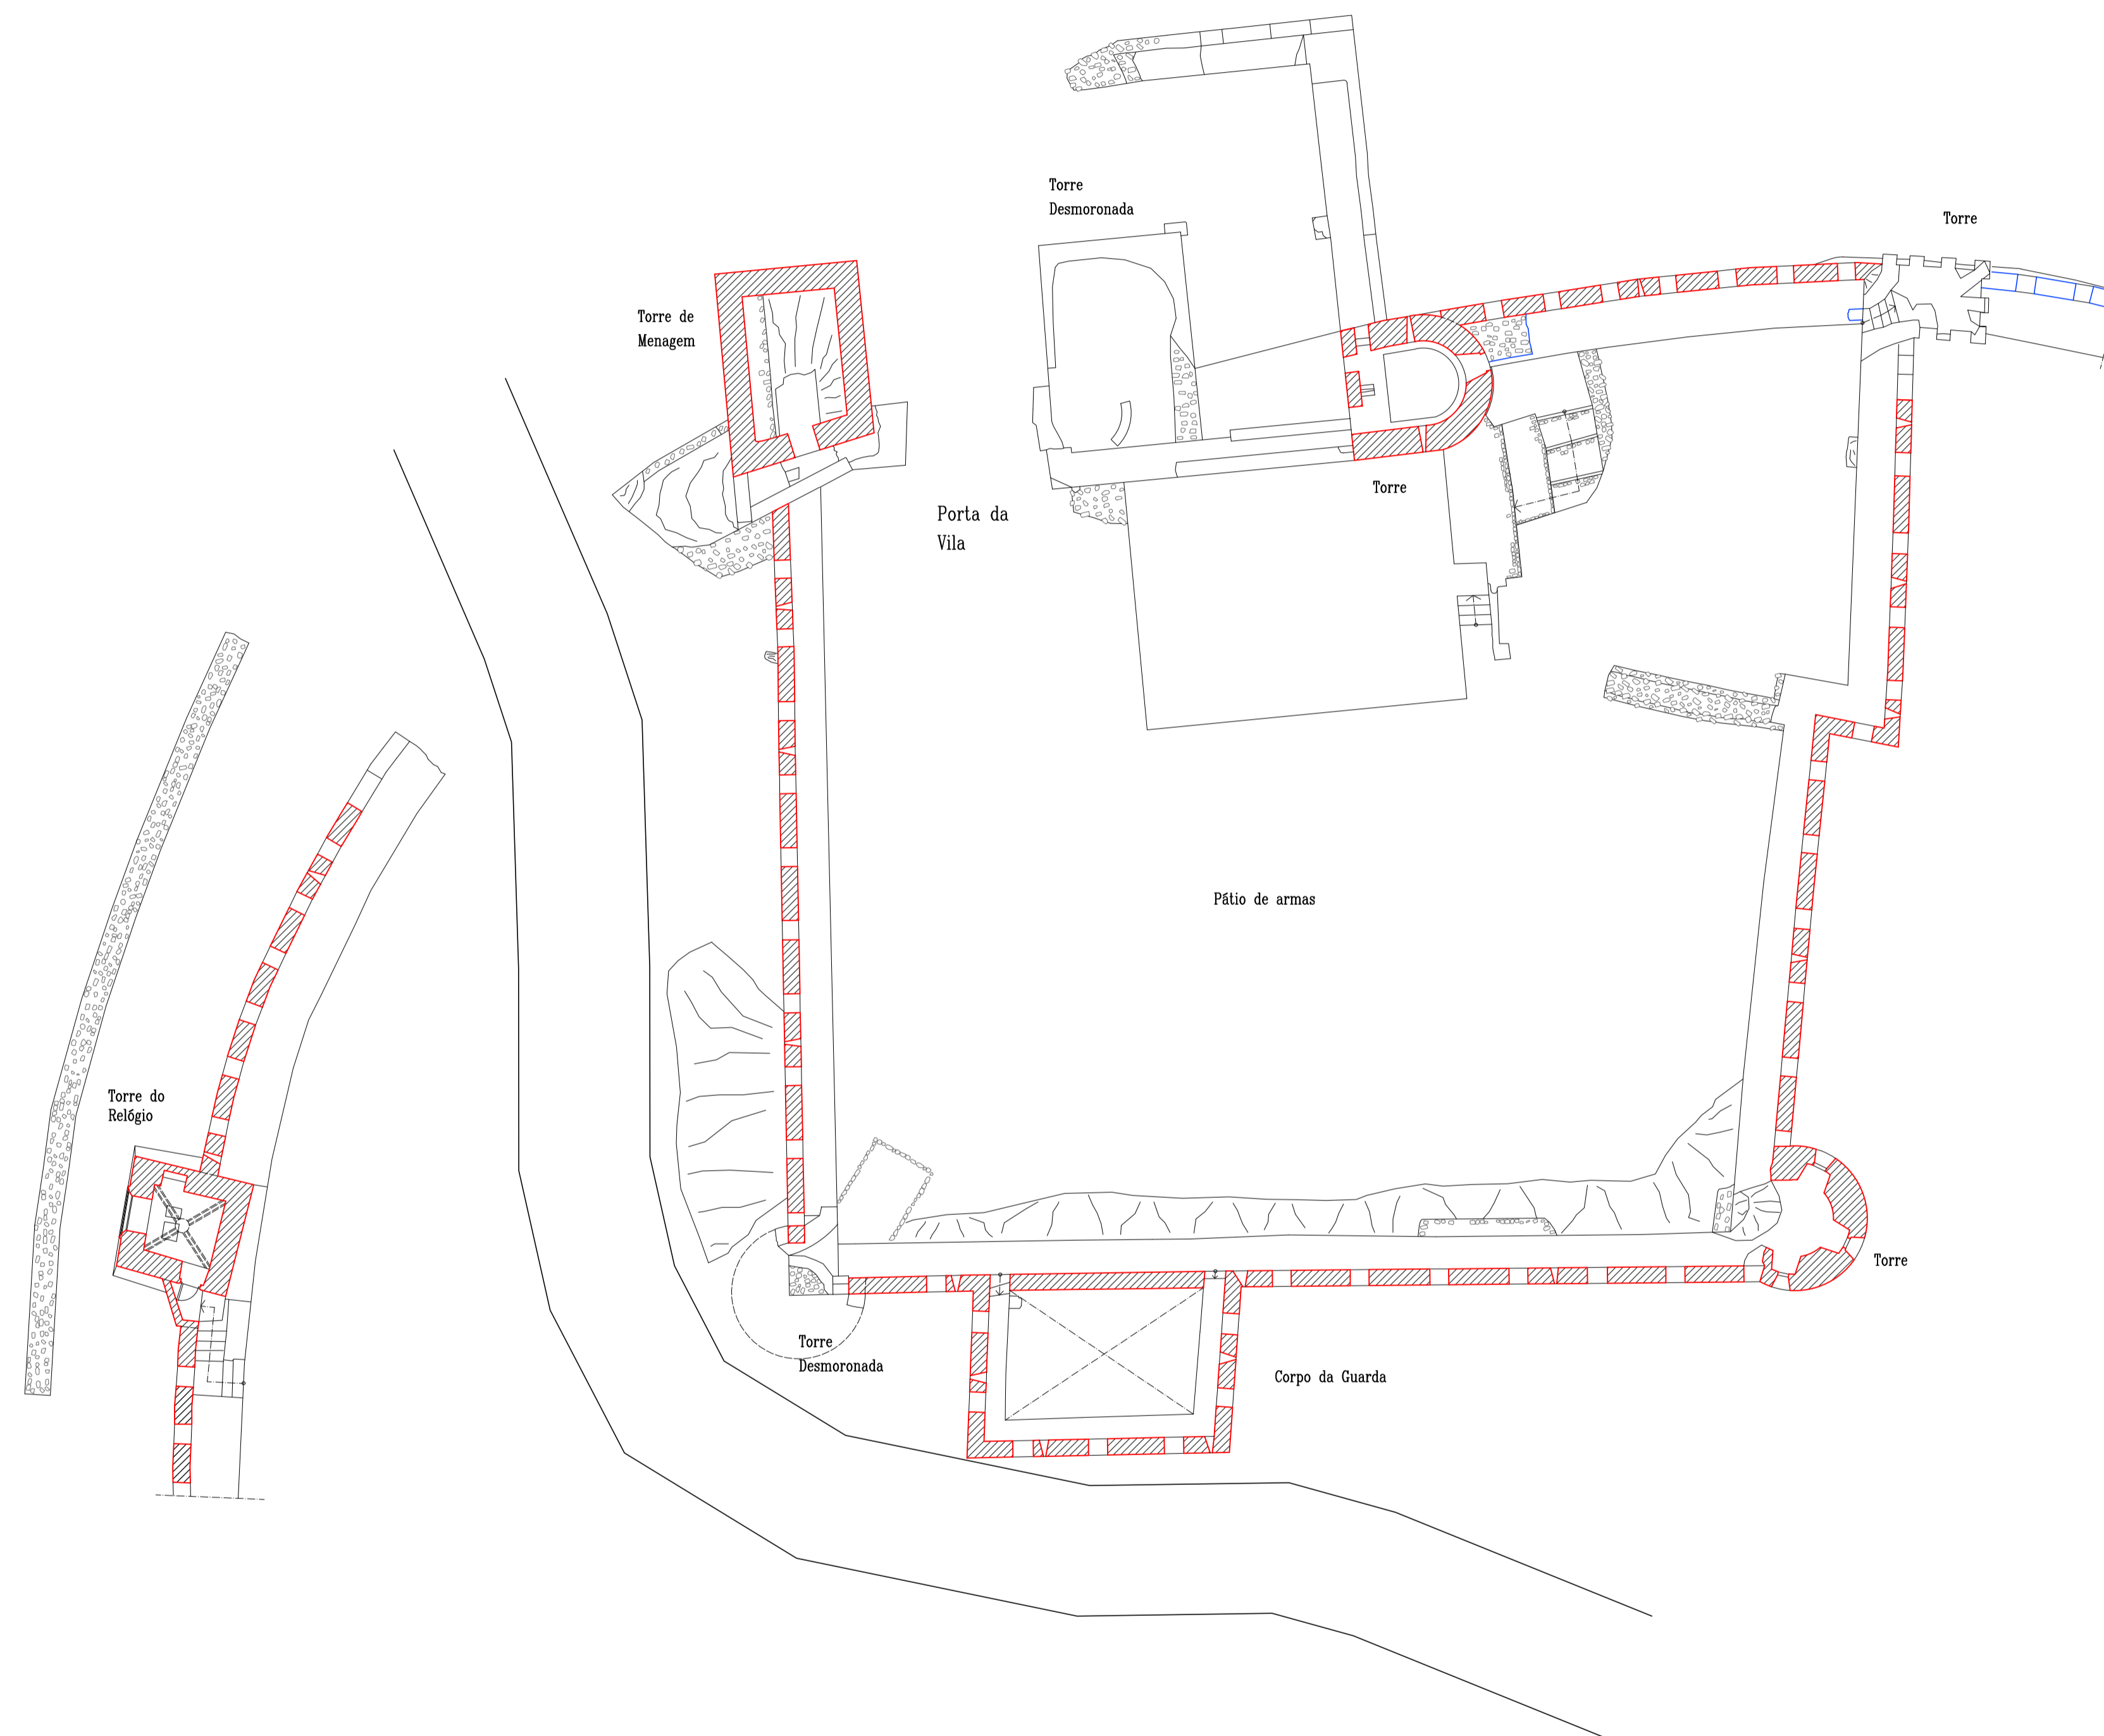 Torre
Desmoronada
Torre
Torre de
Menagem
Torre
Porta da
Vila
Pátio de armas
Torre do
Relógio
Torre
Torre
Desmoronada
Corpo da Guarda